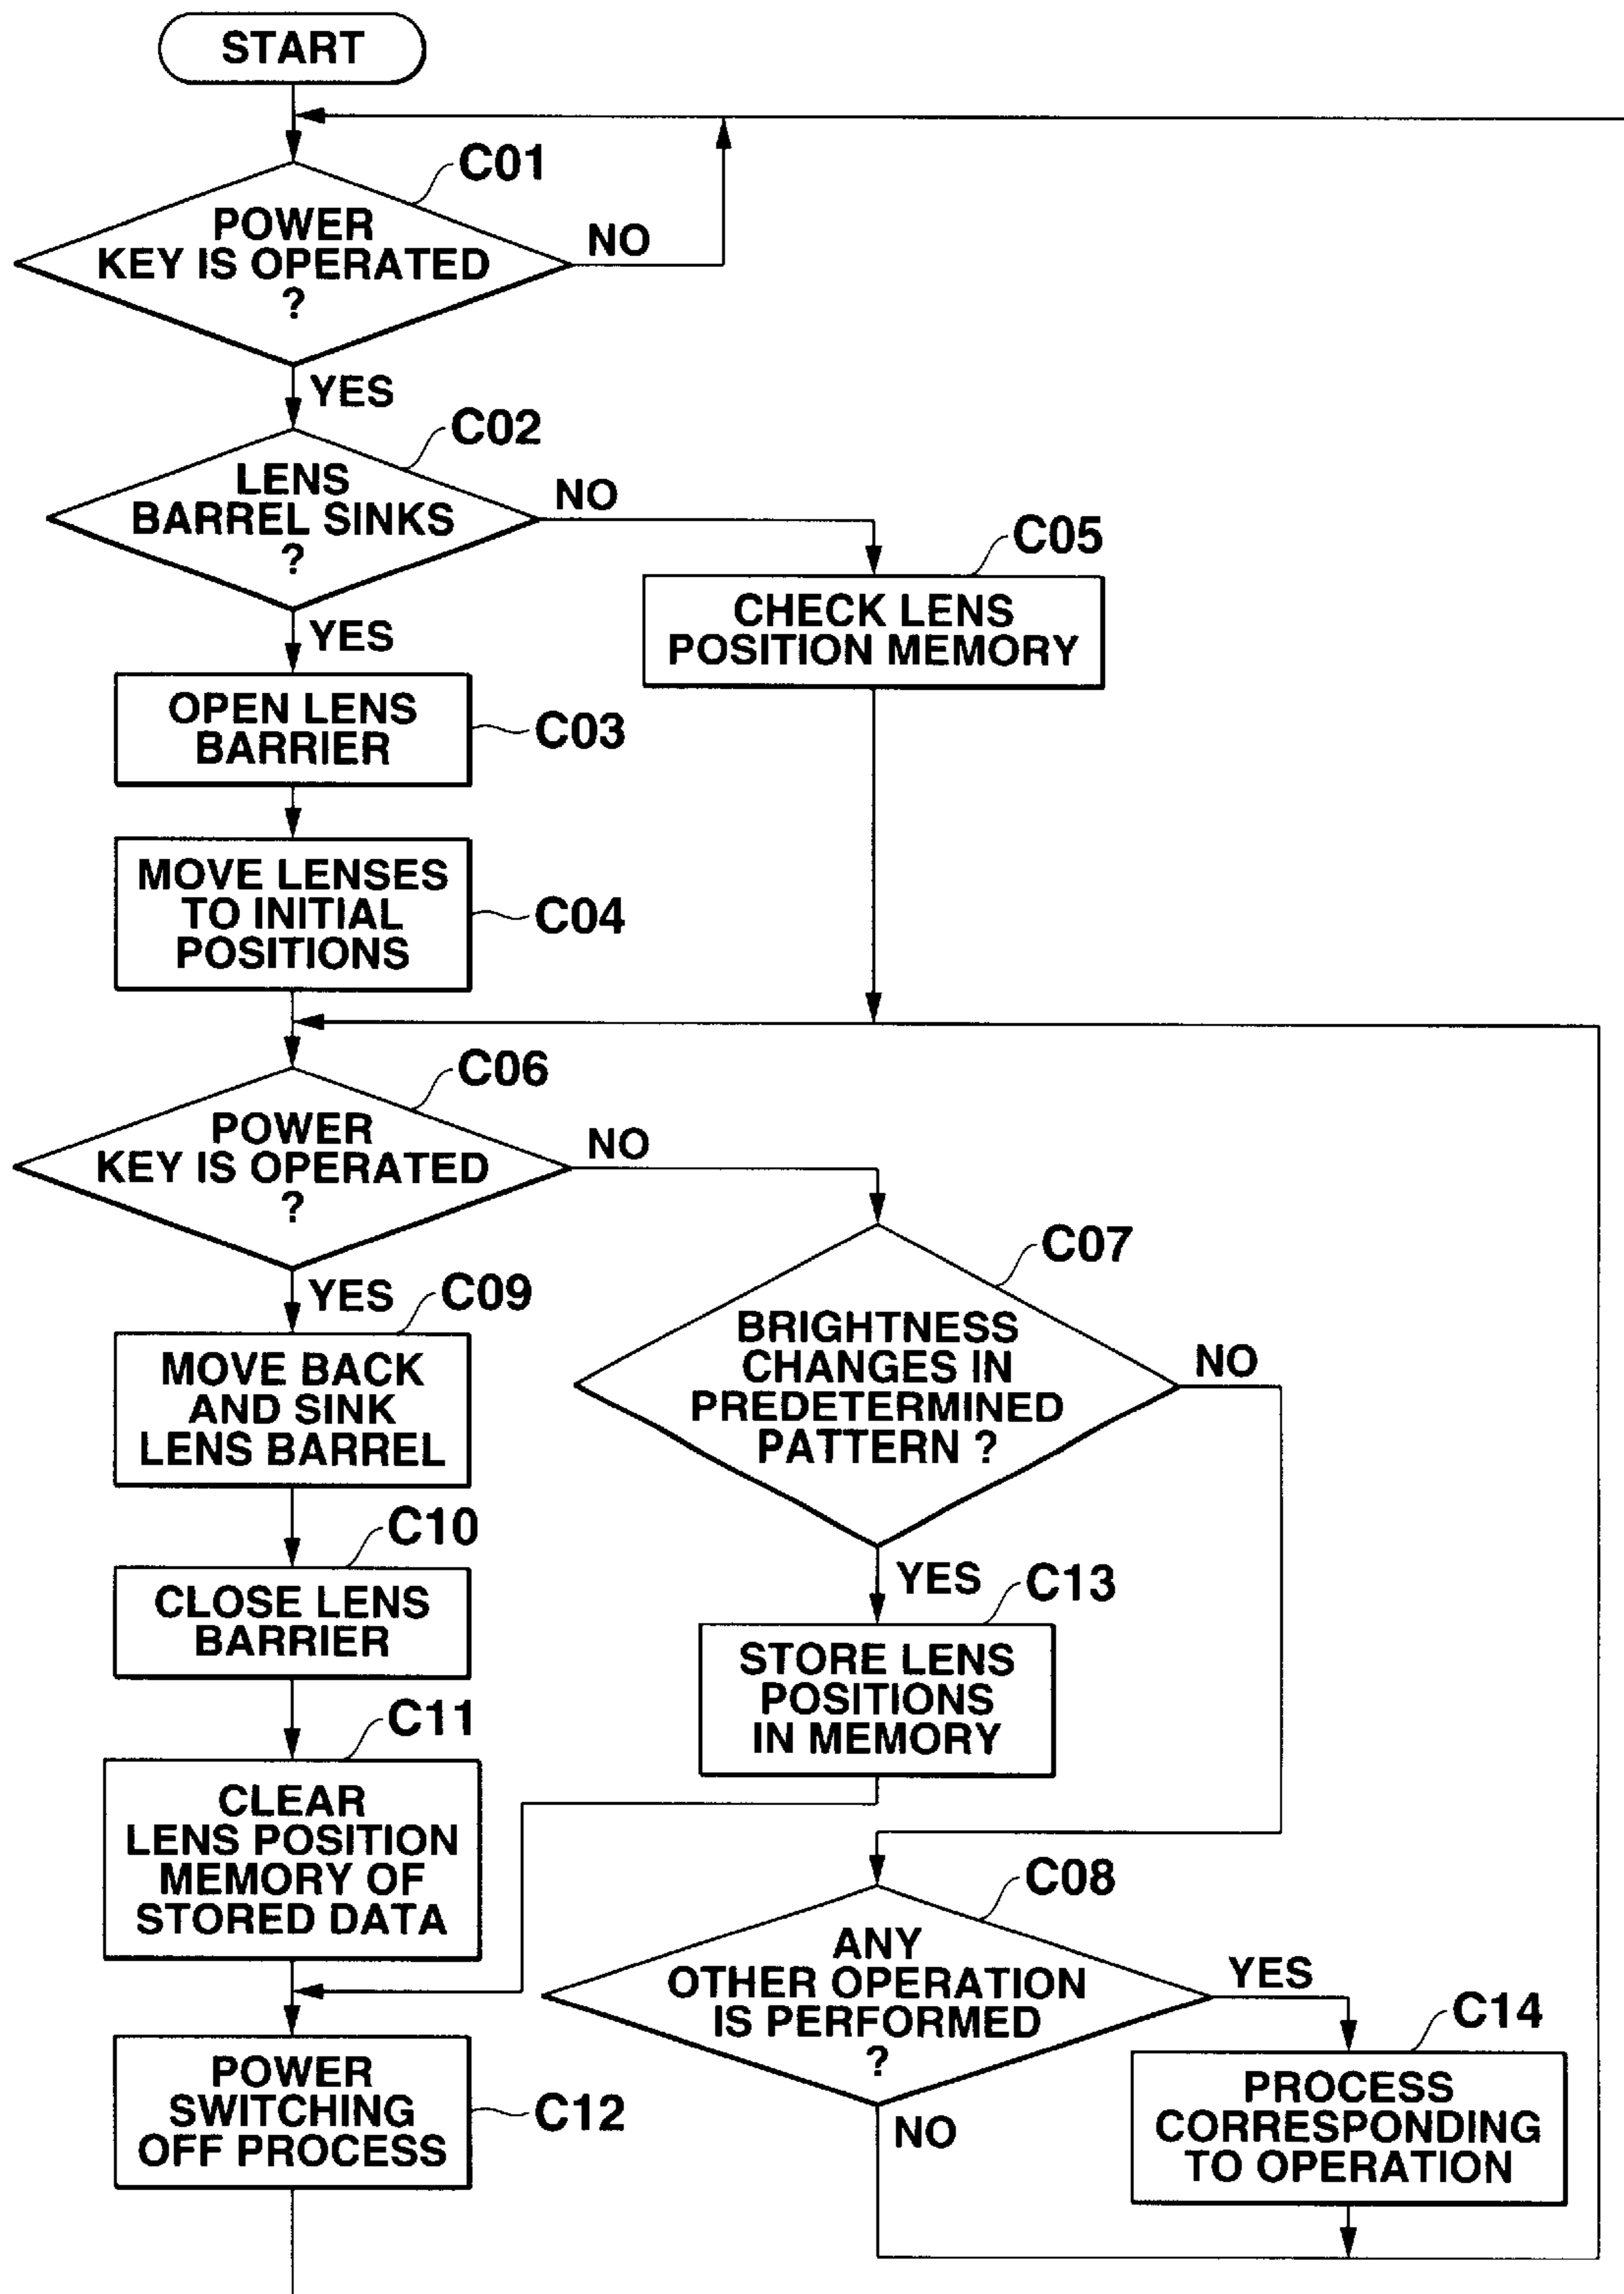 START
C01
POWER
KEY IS OPERATED
?
NO
YES
C02
LENS
BARREL SINKS
?
NO
YES
C05
CHECK LENS
POSITION MEMORY
OPEN LENS
BARRIER
C03
MOVE LENSES
TO INITIAL
POSITIONS
C04
C06
POWER
KEY IS OPERATED
?
NO
YES
C07
BRIGHTNESS
CHANGES IN
PREDETERMINED
PATTERN ?
NO
YES
C09
MOVE BACK
AND SINK
LENS BARREL
C10
CLOSE LENS
BARRIER
C13
STORE LENS
POSITIONS
IN MEMORY
C11
CLEAR
LENS POSITION
MEMORY OF
STORED DATA
C08
ANY
OTHER OPERATION
IS PERFORMED
?
YES
NO
C14
PROCESS
CORRESPONDING
TO OPERATION
POWER
SWITCHING
OFF PROCESS
C12